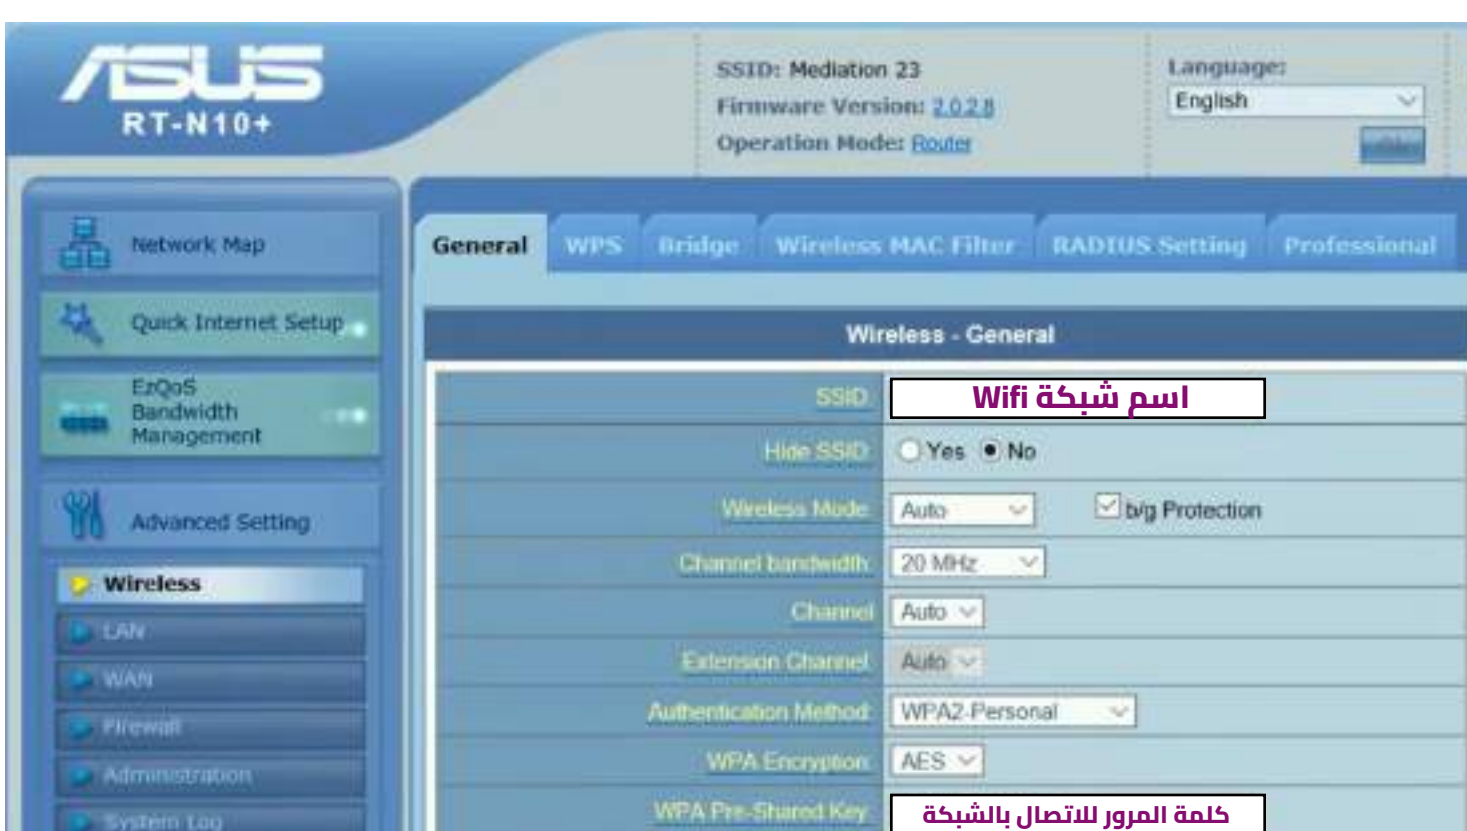 ASUS
RT-N10+
SSID: Mediation 23
Firmware Version: 2.0.2.8
Operation Mode: Router
Language:
English
Network Map
Quick Internet Setup
EzQoS
Bandwidth
Management
Advanced Setting
Wireless
LAN
WAN
Firewall
Administration
System Log
General WPS Bridge Wireless MAC Filter RADIUS Setting Professional
Wireless - General
SSID: اسم شبكة Wifi
Hide SSID: Yes No
Wireless Mode: Auto b/g Protection
Channel bandwidth: 20 MHz
Channel Auto
Extension Channel: Auto
Authentication Method: WPA2-Personal
WPA Encryption: AES
WPA Pre-Shared Key: كلمة المرور للاتصال بالشبكة